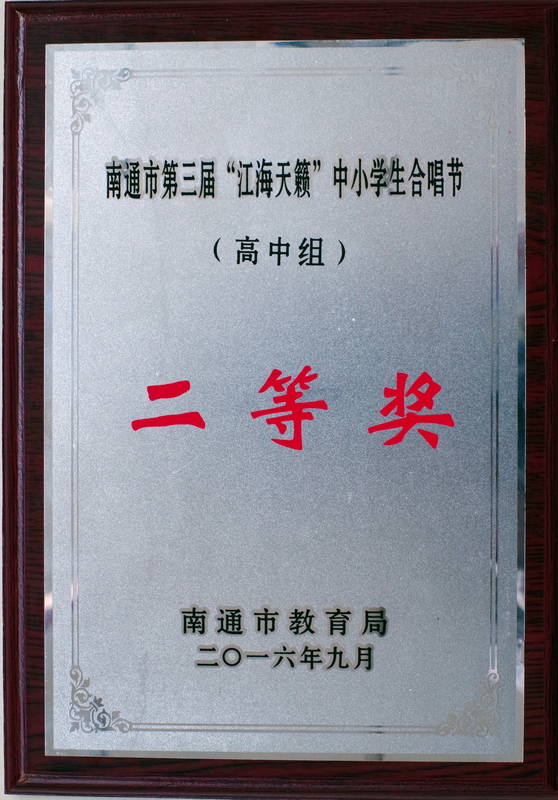 南通市第三届“江海天籁”中小学生合唱节
（高中组）
二等奖
南通市教育局
二〇一六年九月